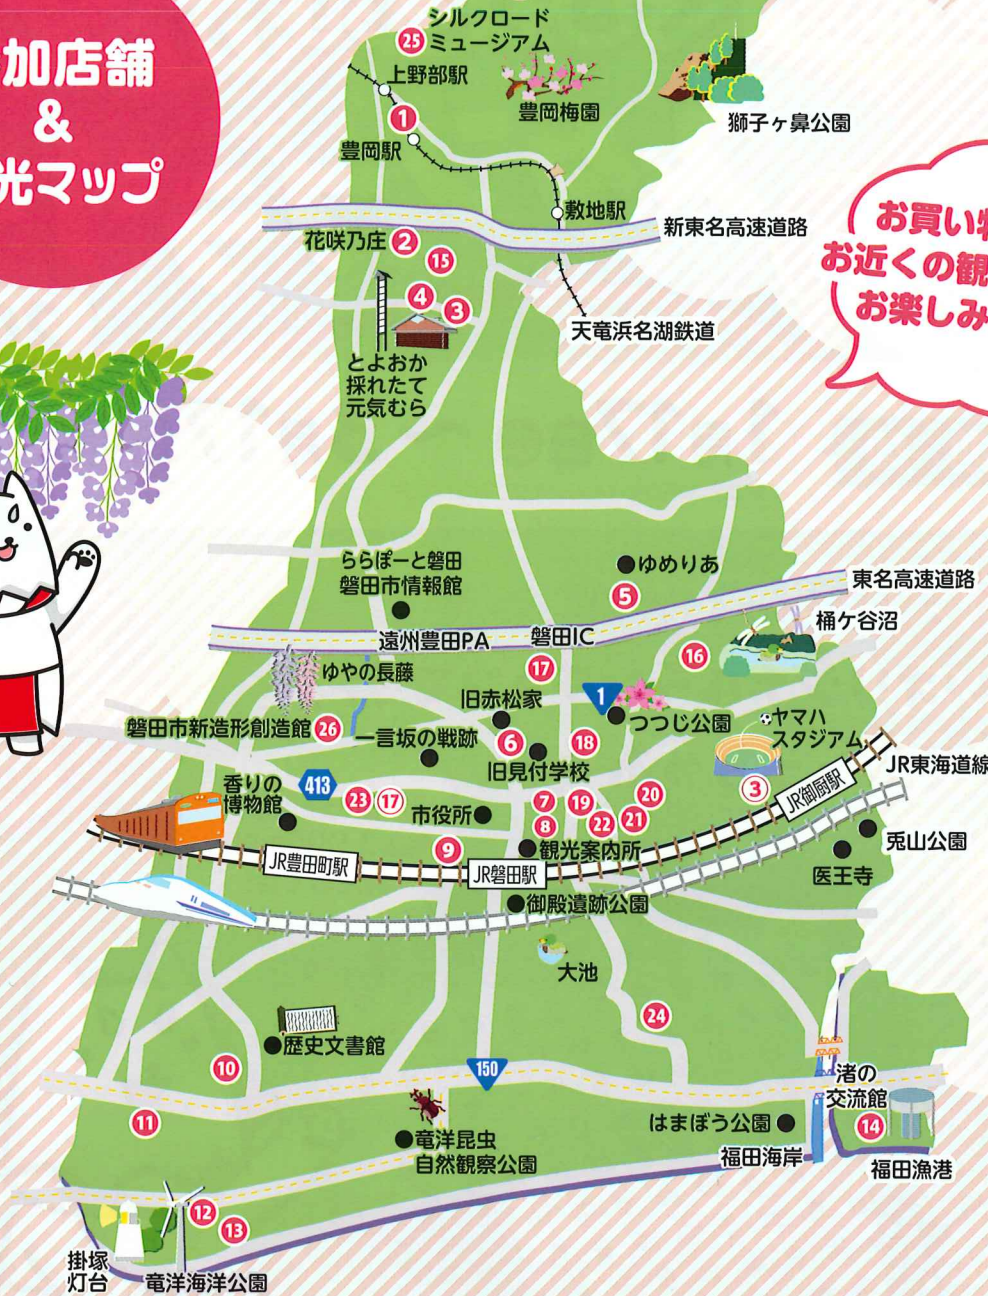 加店舗
&
光マップ
シルクロード
ミュージアム
25
上野部駅
豊岡梅園
獅子ヶ鼻公園
1
豊岡駅
敷地駅
新東名高速道路
花咲乃庄
2
15
4
3
天竜浜名湖鉄道
とよおか
採れたて
元気むら
お買い物
お近くの観
お楽しみ
ららぽーと磐田
磐田市情報館
ゆめりあ
5
東名高速道路
遠州豊田PA
磐田IC
桶ケ谷沼
17
16
ゆやの長藤
旧赤松家
1
つつじ公園
ヤマハ
スタジアム
磐田市新造形創造館
26
一言坂の戦跡
6
18
旧見付学校
JR東海道線
香りの
博物館
413
23
17
市役所
7
19
20
3
JR御厨駅
8
22
21
9
観光案内所
兎山公園
JR豊田町駅
JR磐田駅
医王寺
御殿遺跡公園
大池
24
歴史文書館
10
150
渚の
交流館
11
はまぼう公園
14
竜洋昆虫
自然観察公園
福田海岸
福田漁港
12
13
掛塚
灯台
竜洋海洋公園